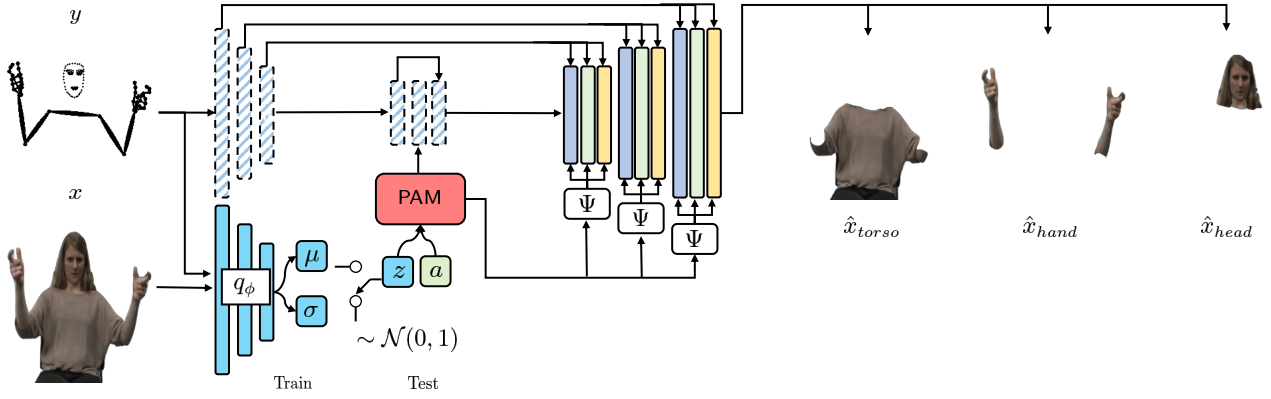 y
x
q_ϕ
μ
σ
PAM
z
a
∼ 𝒩(0, 1)
Train
Test
Ψ
Ψ
Ψ
x̂_torso
x̂_hand
x̂_head